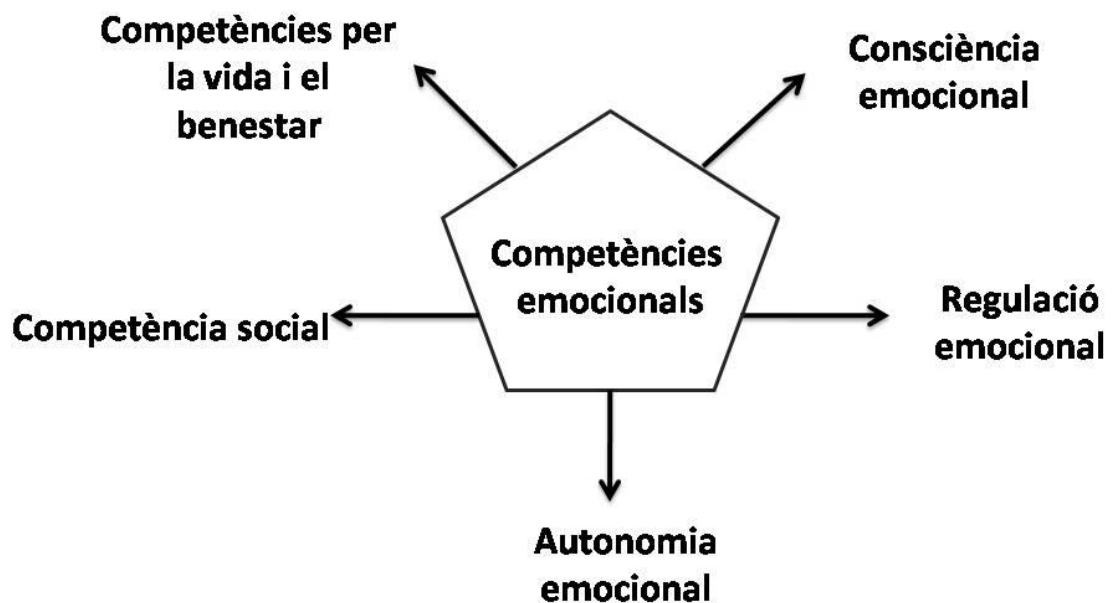 Competències per
la vida i el
benestar
Consciència
emocional
Competències
emocionals
Competència social
Regulació
emocional
Autonomia
emocional